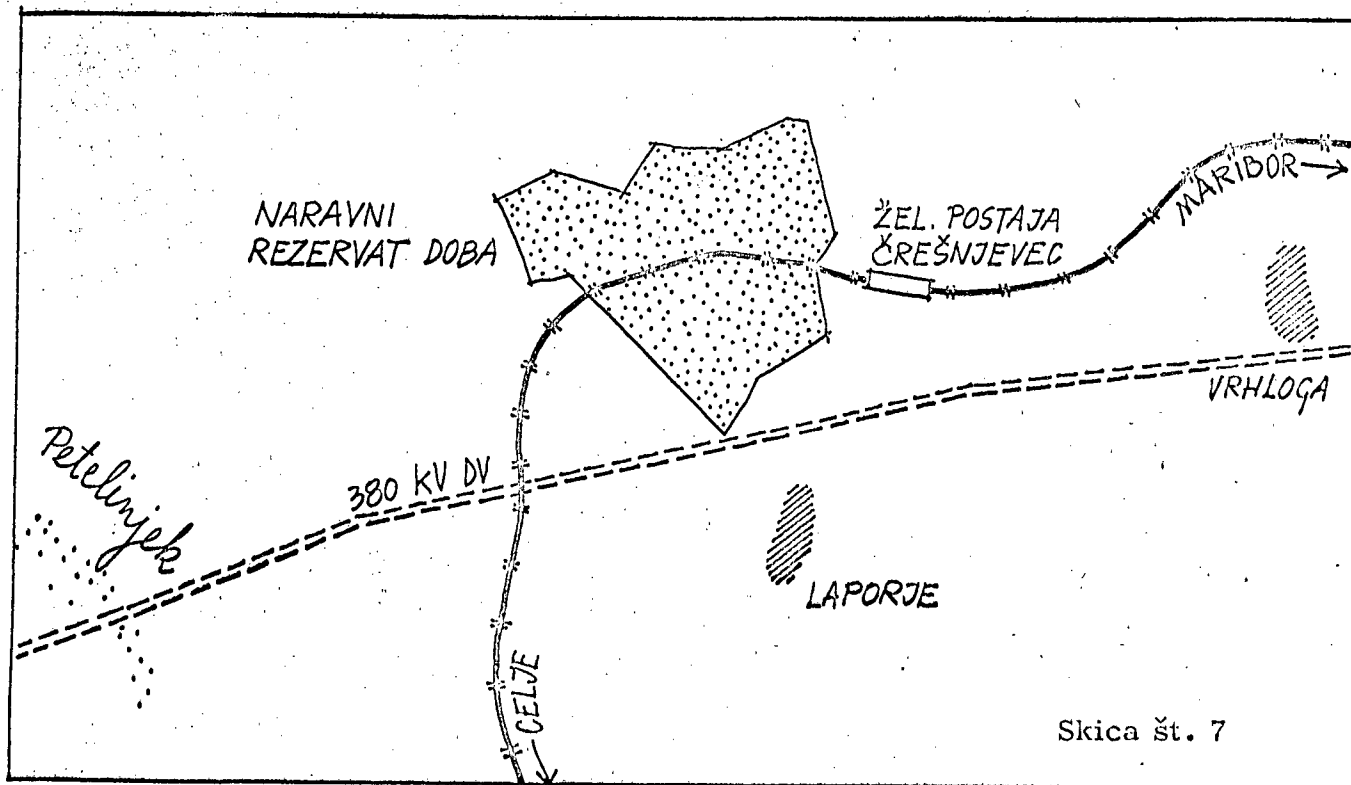 NARAVNI
REZERVAT DOBA
ŽEL. POSTAJA
ČREŠNJEVEC
MARIBOR
VRHLOGA
Petelinjek
380 KV DV
LAPORJE
CELJE
Skica št. 7